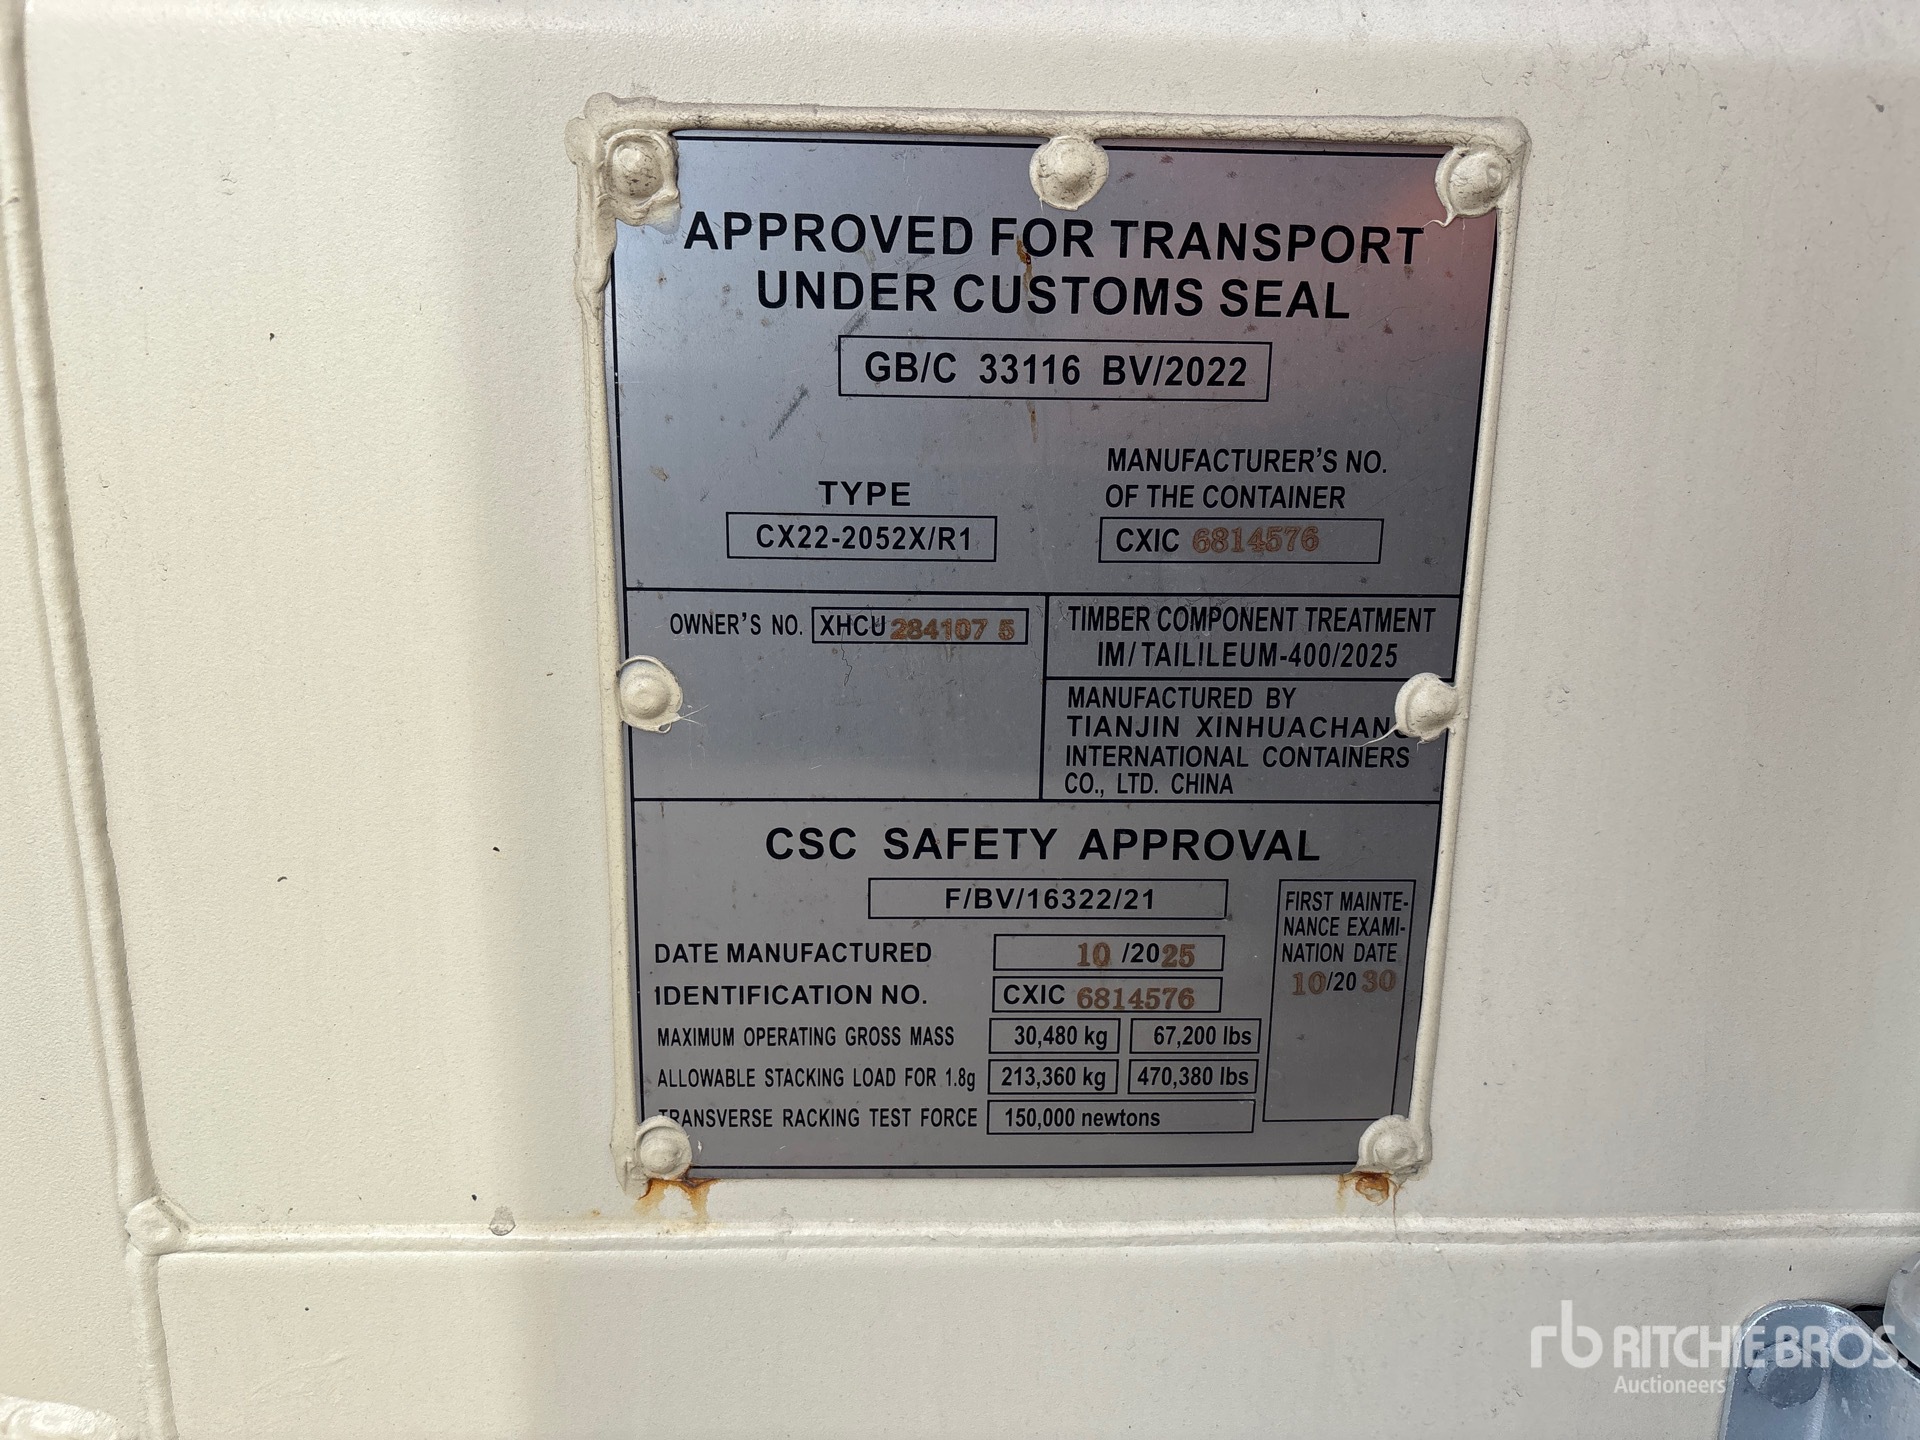 APPROVED FOR TRANSPORT
UNDER CUSTOMS SEAL
GB/C 33116 BV/2022
TYPE
CX22-2052X/R1
MANUFACTURER'S NO.
OF THE CONTAINER
CXIC 6814576
OWNER'S NO. XHCU 284107 5
TIMBER COMPONENT TREATMENT
IM/TAILILEUM-400/2025
MANUFACTURED BY
TIANJIN XINHUACHANG
INTERNATIONAL CONTAINERS
CO., LTD. CHINA
CSC SAFETY APPROVAL
F/BV/16322/21
DATE MANUFACTURED 10 /2025
IDENTIFICATION NO. CXIC 6814576
MAXIMUM OPERATING GROSS MASS 30,480 kg 67,200 lbs
ALLOWABLE STACKING LOAD FOR 1.8g 213,360 kg 470,380 lbs
TRANSVERSE RACKING TEST FORCE 150,000 newtons
FIRST MAINTE-
NANCE EXAMI-
NATION DATE
10/20 30
rb RITCHIE BROS.
Auctioneers